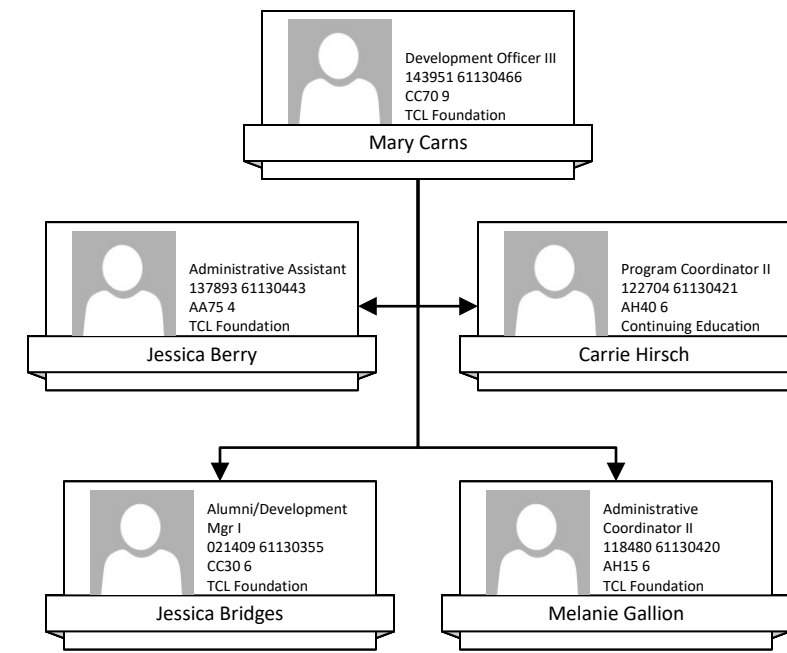 Development Officer III
143951 61130466
CC70 9
TCL Foundation
Mary Carns
Administrative Assistant
137893 61130443
AA75 4
TCL Foundation
Jessica Berry
Program Coordinator II
122704 61130421
AH40 6
Continuing Education
Carrie Hirsch
Alumni/Development
Mgr I
021409 61130355
CC30 6
TCL Foundation
Jessica Bridges
Administrative
Coordinator II
118480 61130420
AH15 6
TCL Foundation
Melanie Gallion